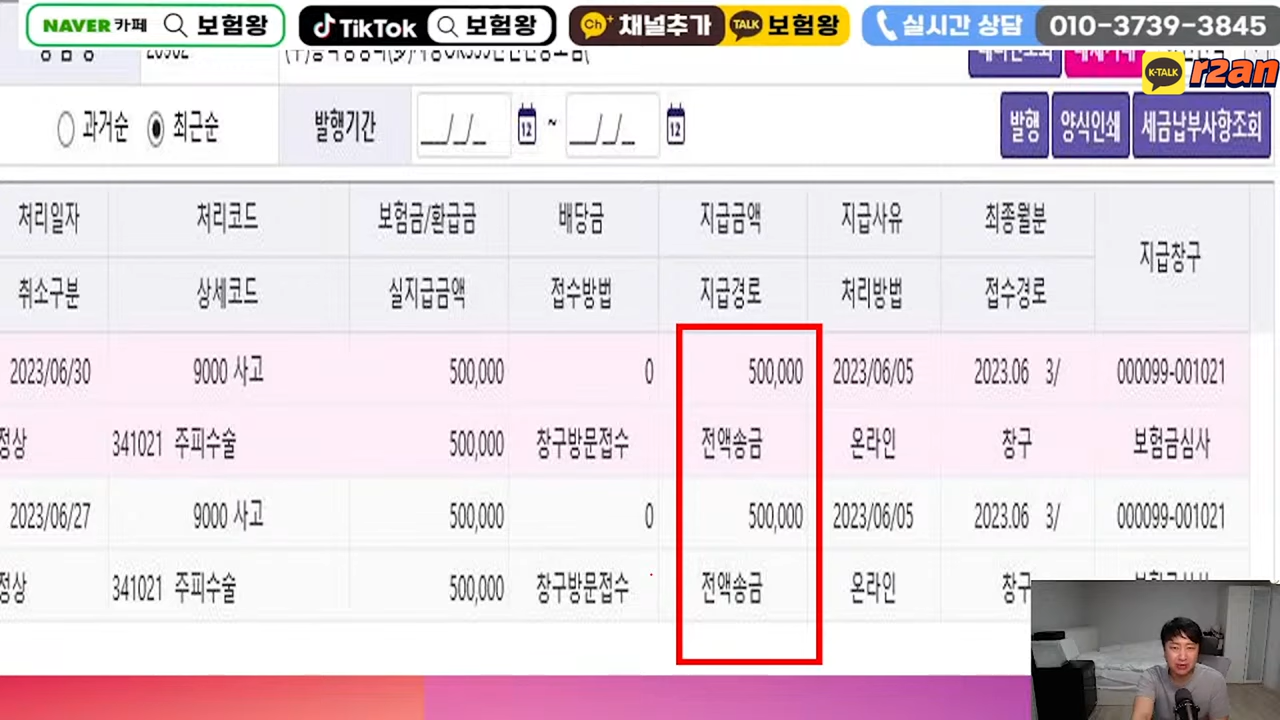 NAVER 카페 보험왕 TikTok 보험왕 Ch+ 채널추가 TALK 보험왕 실시간 상담 010-3739-3845
K-TALK r2an
과거순 최근순 발행기간 __/_/_ 12 ~ __/_/_ 12 발행 양식인쇄 세금납부사항조회
처리일자 처리코드 보험금/환급금 배당금 지급금액 지급사유 최종월분 지급창구
취소구분 상세코드 실지급금액 접수방법 지급경로 처리방법 접수경로
2023/06/30 9000 사고 500,000 0 500,000 2023/06/05 2023.06 3/ 000099-001021
정상 341021 주피수술 500,000 창구방문접수 전액송금 온라인 창구 보험금심사
2023/06/27 9000 사고 500,000 0 500,000 2023/06/05 2023.06 3/ 000099-001021
정상 341021 주피수술 500,000 창구방문접수 전액송금 온라인 창구